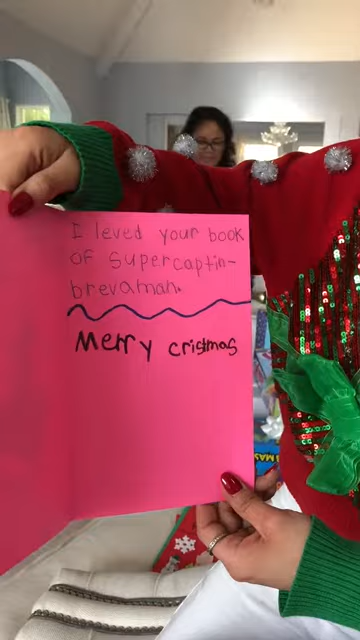 I leved your book
of supercaptin-
brevaman.
Merry cristmas